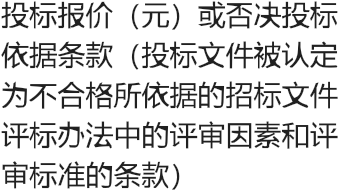 投标报价（元）或否决投标
依据条款（投标文件被认定
为不合格所依据的招标文件
评标办法中的评审因素和评
审标准的条款）